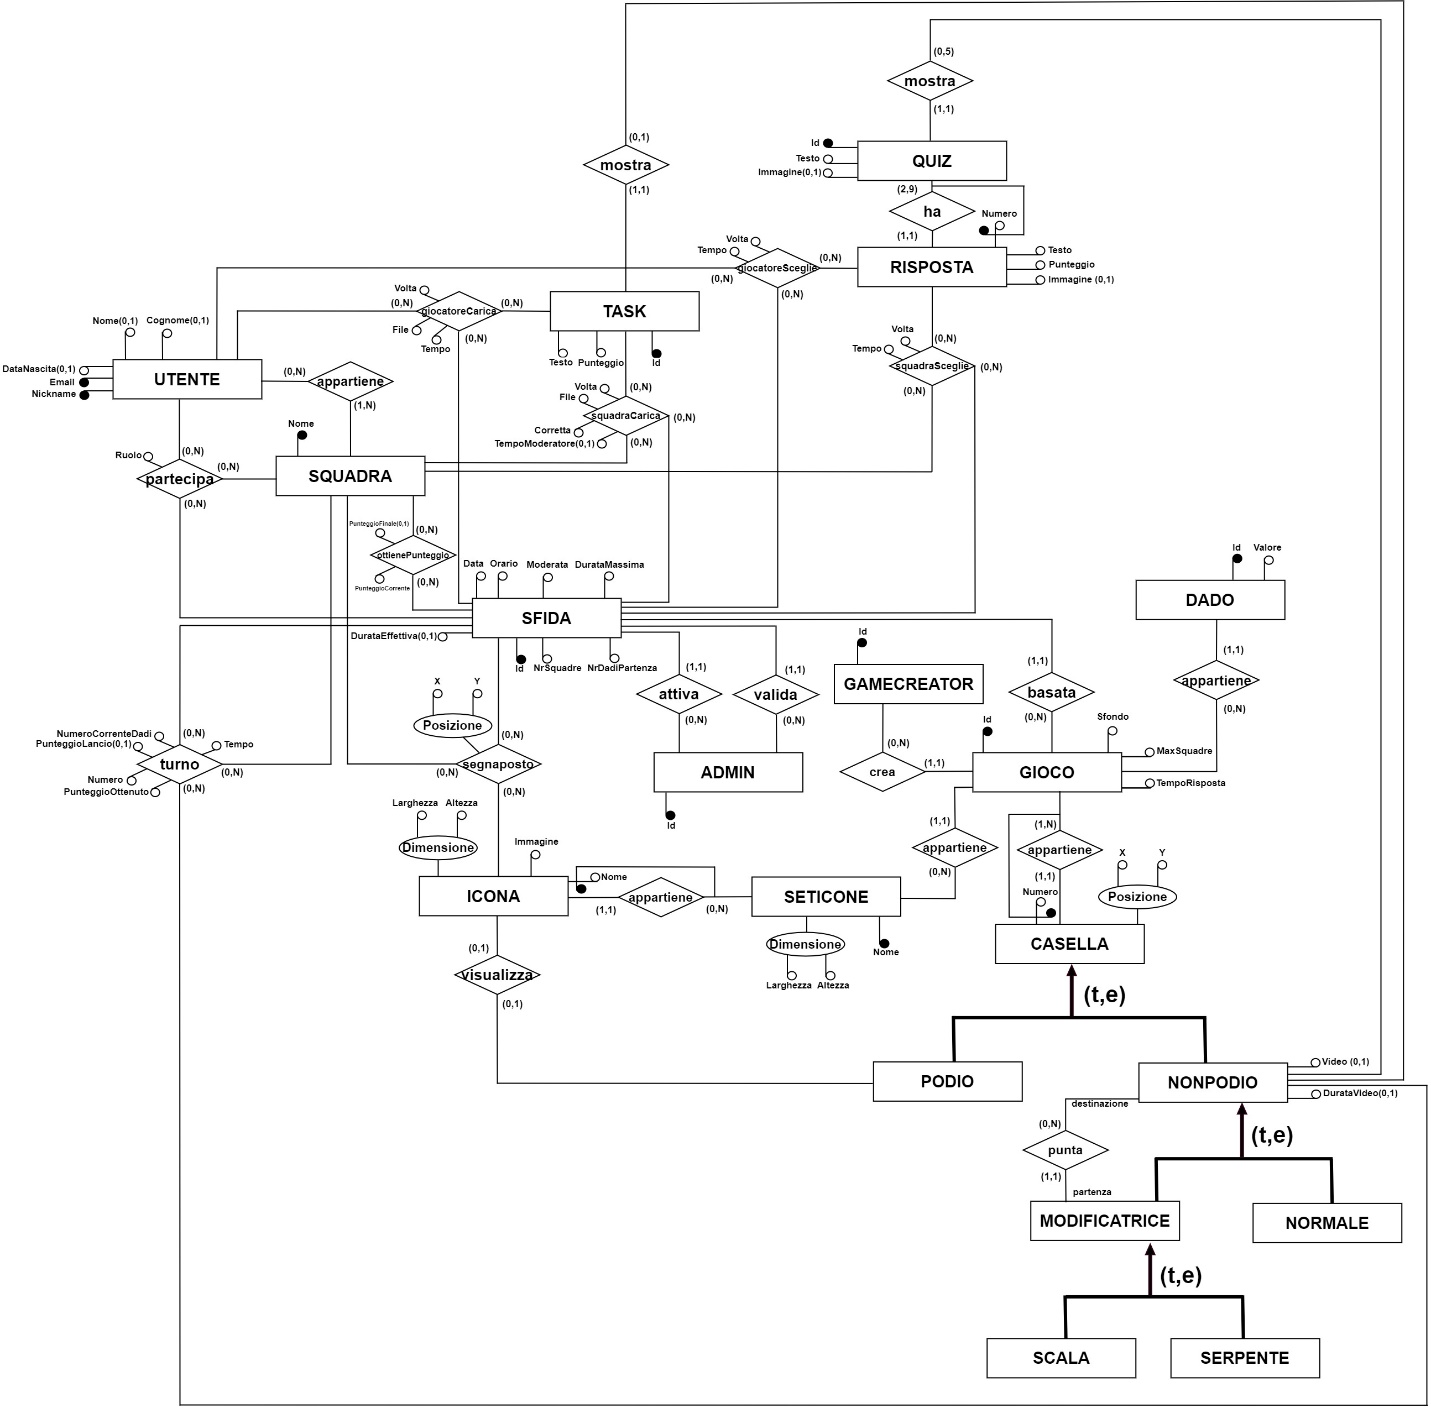 (0,5)
mostra
(1,1)
(0,1)
mostra
(1,1)
Id
Testo
Immagine(0,1)
QUIZ
(2,9)
ha
(1,1)
Numero
RISPOSTA
Testo
Punteggio
Immagine (0,1)
Volta
Tempo
giocatoreSceglie
(0,N)
(0,N)
(0,N)
Volta
(0,N)
giocatoreCarica
(0,N)
File
Tempo
(0,N)
TASK
Testo
Punteggio
Id
Nome(0,1)
Cognome(0,1)
DataNascita(0,1)
Email
Nickname
UTENTE
(0,N)
appartiene
(1,N)
Volta
Tempo
(0,N)
squadraSceglie
(0,N)
(0,N)
Volta
File
(0,N)
squadraCarica
(0,N)
Corretta
TempoModeratore(0,1)
(0,N)
Nome
SQUADRA
Ruolo
(0,N)
partecipa
(0,N)
(0,N)
PunteggioFinale(0,1)
(0,N)
ottienePunteggio
PunteggioCorrente
(0,N)
Data
Orario
Moderata
DurataMassima
SFIDA
DurataEffettiva(0,1)
Id
NrSquadre
NrDadiPartenza
Id
Valore
DADO
(1,1)
appartiene
(0,N)
(1,1)
attiva
(0,N)
(1,1)
valida
(0,N)
ADMIN
Id
Id
GAMECREATOR
(0,N)
crea
(1,1)
(1,1)
basata
(0,N)
Id
Sfondo
GIOCO
MaxSquadre
TempoRisposta
X
Y
Posizione
(0,N)
segnaposto
(0,N)
(0,N)
NumeroCorrenteDadi
PunteggioLancio(0,1)
(0,N)
Tempo
turno
(0,N)
Numero
PunteggioOttenuto
(0,N)
Larghezza
Altezza
Dimensione
Immagine
ICONA
Nome
(1,1)
appartiene
(0,N)
SETICONE
Dimensione
Larghezza
Altezza
Nome
(1,1)
appartiene
(0,N)
(1,N)
appartiene
(1,1)
Numero
X
Y
Posizione
CASELLA
(0,1)
visualizza
(0,1)
(t,e)
PODIO
NONPODIO
Video (0,1)
DurataVIdeo(0,1)
destinazione
(0,N)
punta
(1,1)
partenza
(t,e)
MODIFICATRICE
NORMALE
(t,e)
SCALA
SERPENTE